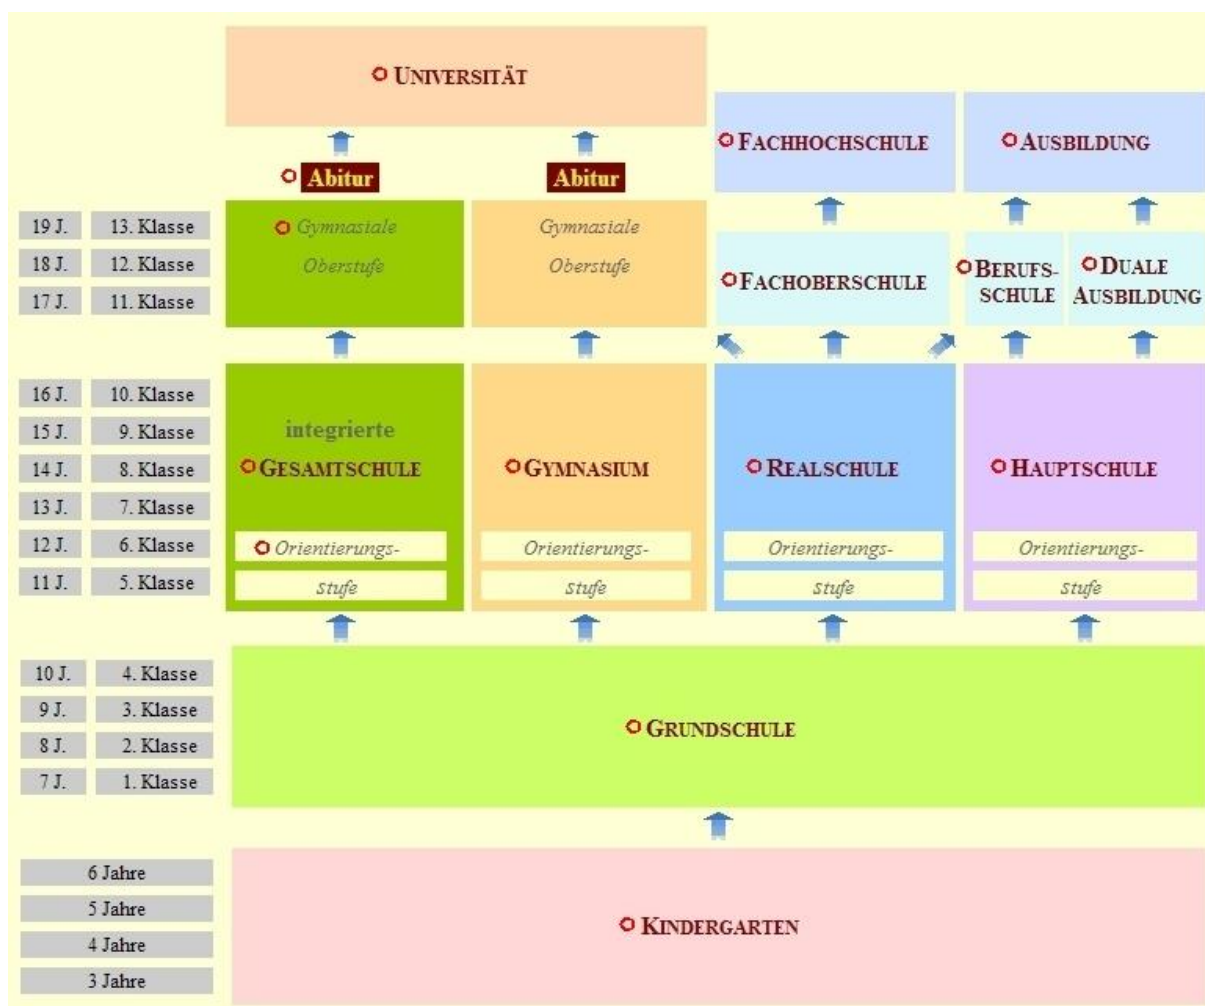 UNIVERSITÄT
FACHHOCHSCHULE
AUSBILDUNG
Abitur
Abitur
19 J.
13. Klasse
Gymnasiale
Gymnasiale
18 J.
12. Klasse
Oberstufe
Oberstufe
17 J.
11. Klasse
FACHOBERSCHULE
BERUFS-
SCHULE
DUALE
AUSBILDUNG
16 J.
10. Klasse
15 J.
9. Klasse
14 J.
8. Klasse
13 J.
7. Klasse
12 J.
6. Klasse
11 J.
5. Klasse
integrierte
GESAMTSCHULE
GYMNASIUM
REALSCHULE
HAUPTSCHULE
Orientierungs-
Stufe
Orientierungs-
Stufe
Orientierungs-
Stufe
Orientierungs-
Stufe
10 J.
4. Klasse
9 J.
3. Klasse
8 J.
2. Klasse
7 J.
1. Klasse
GRUNDSCHULE
6 Jahre
5 Jahre
4 Jahre
3 Jahre
KINDERGARTEN